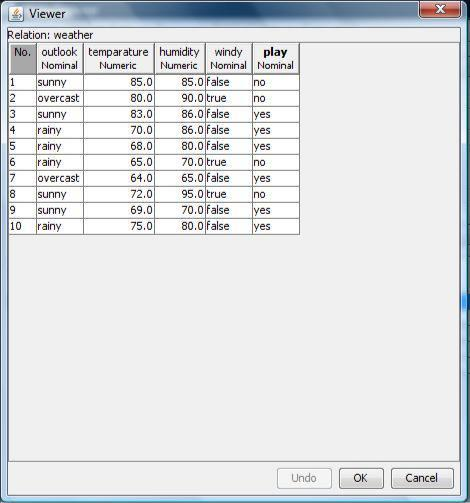 Viewer
Relation: weather
No. outlook temparature humidity windy play
Nominal Numeric Numeric Nominal Nominal
1 sunny 85.0 85.0 false no
2 overcast 80.0 90.0 true no
3 sunny 83.0 86.0 false yes
4 rainy 70.0 86.0 false yes
5 rainy 68.0 80.0 false yes
6 rainy 65.0 70.0 true no
7 overcast 64.0 65.0 false yes
8 sunny 72.0 95.0 true no
9 sunny 69.0 70.0 false yes
10 rainy 75.0 80.0 false yes
Undo OK Cancel